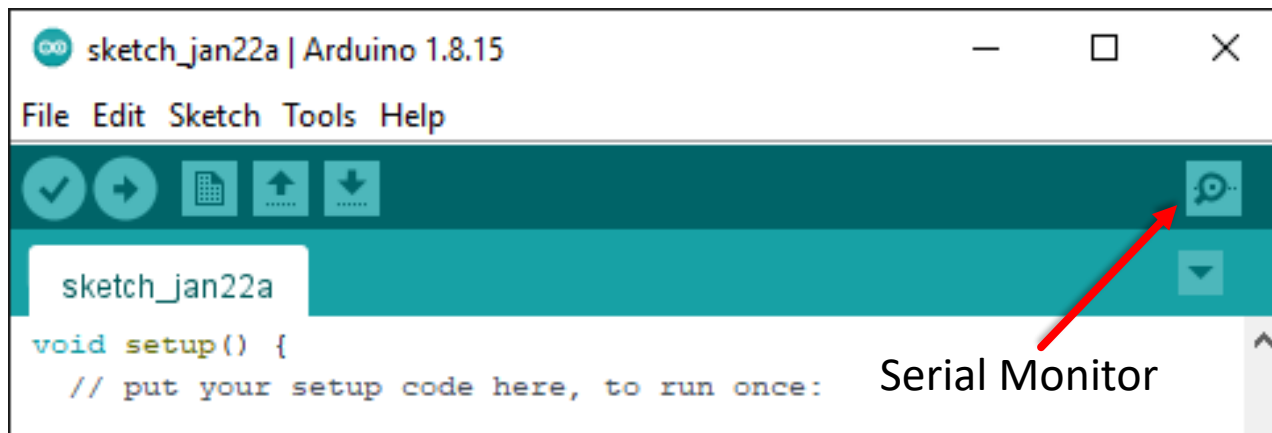 sketch_jan22a | Arduino 1.8.15
File Edit Sketch Tools Help
sketch_jan22a
void setup() {
// put your setup code here, to run once:
Serial Monitor